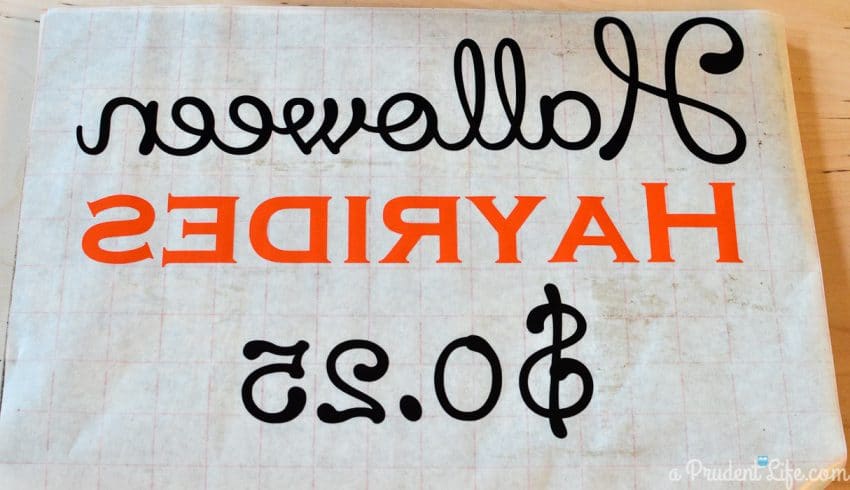 Halloween
HAYRIDES
$0.25
a Prudent Life.com